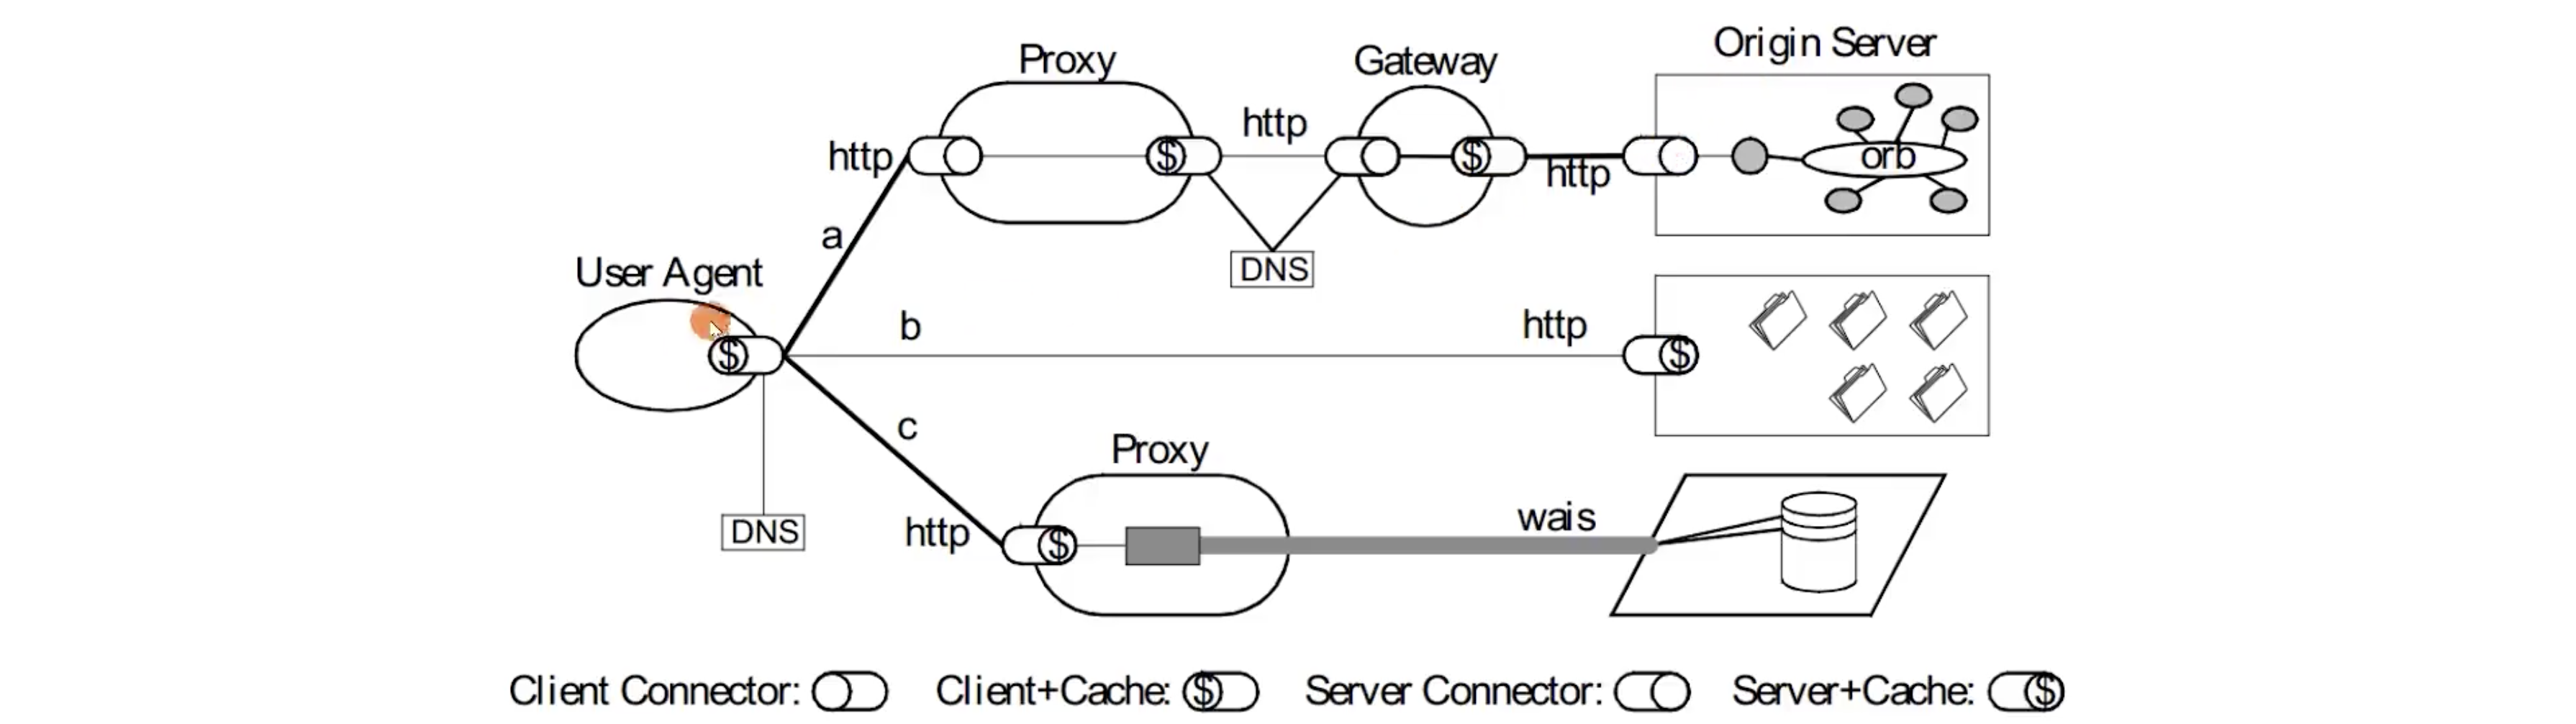 Origin Server
Proxy
Gateway
http
http
http
orb
a
DNS
User Agent
$
$
$
b
http
$
c
Proxy
DNS
http
$
wais
Client Connector:
Client+Cache:
$
Server Connector:
Server+Cache:
$